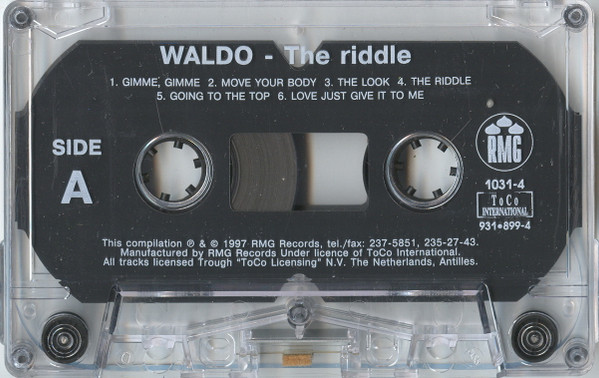 WALDO - The riddle
1. GIMME, GIMME 2. MOVE YOUR BODY 3. THE LOOK 4. THE RIDDLE
5. GOING TO THE TOP 6. LOVE JUST GIVE IT TO ME
SIDE
A
RMG
1031-4
ToCo
INTERNATIONAL
931•899-4
This compilation ℗ & © 1997 RMG Records, tel./fax: 237-5851, 235-27-43.
Manufactured by RMG Records Under licence of ToCo International.
All tracks licensed Trough "ToCo Licensing" N.V. The Netherlands, Antilles.